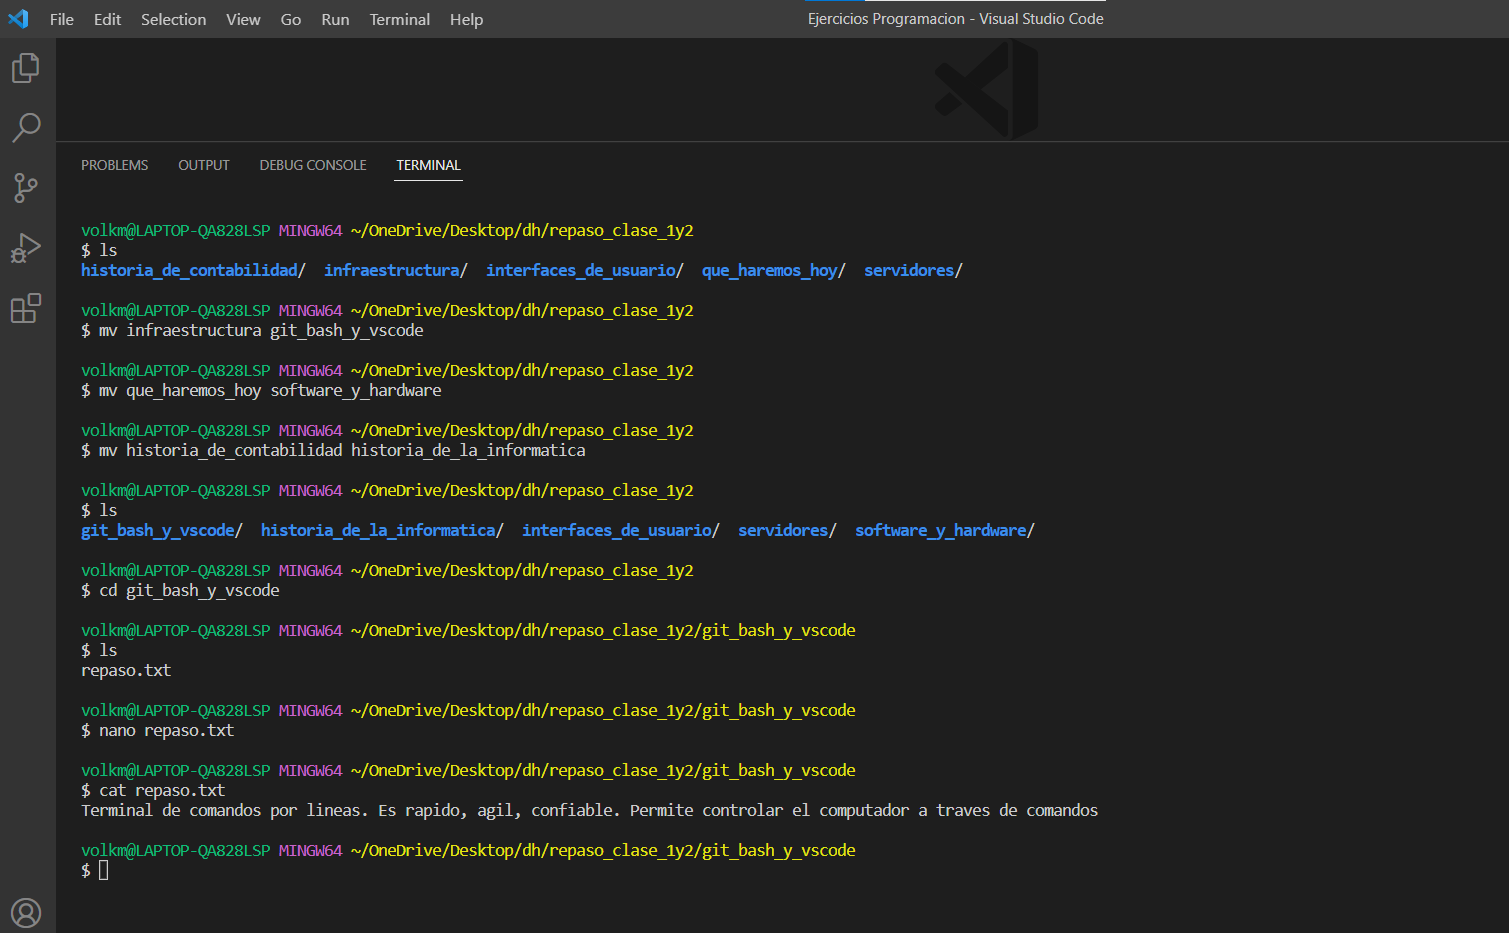 File Edit Selection View Go Run Terminal Help
Ejercicios Programacion - Visual Studio Code
PROBLEMS OUTPUT DEBUG CONSOLE TERMINAL
volkm@LAPTOP-QA828LSP MINGW64 ~/OneDrive/Desktop/dh/repaso_clase_1y2
$ ls
historia_de_contabilidad/ infraestructura/ interfaces_de_usuario/ que_haremos_hoy/ servidores/
volkm@LAPTOP-QA828LSP MINGW64 ~/OneDrive/Desktop/dh/repaso_clase_1y2
$ mv infraestructura git_bash_y_vscode
volkm@LAPTOP-QA828LSP MINGW64 ~/OneDrive/Desktop/dh/repaso_clase_1y2
$ mv que_haremos_hoy software_y_hardware
volkm@LAPTOP-QA828LSP MINGW64 ~/OneDrive/Desktop/dh/repaso_clase_1y2
$ mv historia_de_contabilidad historia_de_la_informatica
volkm@LAPTOP-QA828LSP MINGW64 ~/OneDrive/Desktop/dh/repaso_clase_1y2
$ ls
git_bash_y_vscode/ historia_de_la_informatica/ interfaces_de_usuario/ servidores/ software_y_hardware/
volkm@LAPTOP-QA828LSP MINGW64 ~/OneDrive/Desktop/dh/repaso_clase_1y2
$ cd git_bash_y_vscode
volkm@LAPTOP-QA828LSP MINGW64 ~/OneDrive/Desktop/dh/repaso_clase_1y2/git_bash_y_vscode
$ ls
repaso.txt
volkm@LAPTOP-QA828LSP MINGW64 ~/OneDrive/Desktop/dh/repaso_clase_1y2/git_bash_y_vscode
$ nano repaso.txt
volkm@LAPTOP-QA828LSP MINGW64 ~/OneDrive/Desktop/dh/repaso_clase_1y2/git_bash_y_vscode
$ cat repaso.txt
Terminal de comandos por lineas. Es rapido, agil, confiable. Permite controlar el computador a traves de comandos
volkm@LAPTOP-QA828LSP MINGW64 ~/OneDrive/Desktop/dh/repaso_clase_1y2/git_bash_y_vscode
$